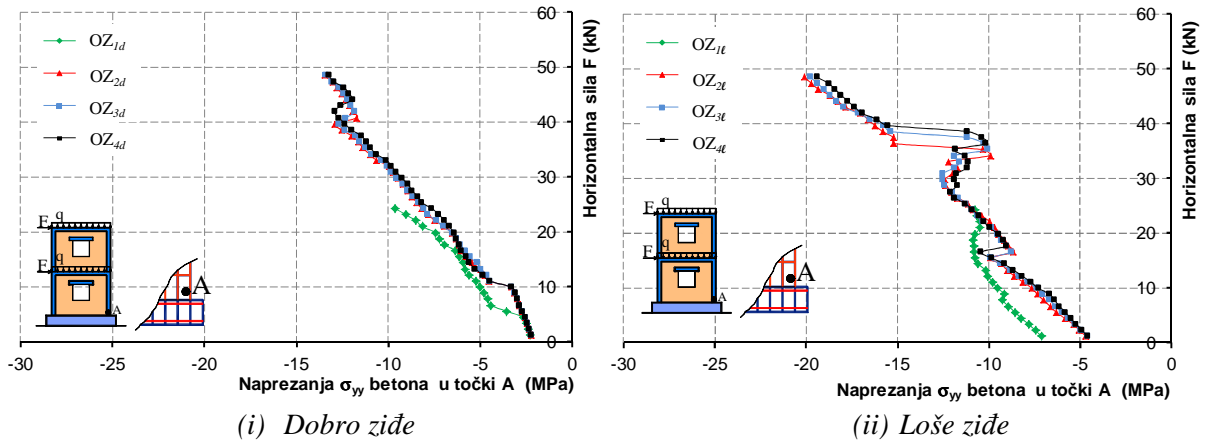 OZ1d
OZ2d
OZ3d
OZ4d
60
50
40
30
20
10
0
Horizontalna sila F (kN)
F q
F q
A
A
-30 -25 -20 -15 -10 -5 0
Naprezanja σyy betona u točki A (MPa)
(i) Dobro ziđe
OZ1ℓ
OZ2ℓ
OZ3ℓ
OZ4ℓ
60
50
40
30
20
10
0
Horizontalna sila F (kN)
F q
F q
A
A
-30 -25 -20 -15 -10 -5 0
Naprezanja σyy betona u točki A (MPa)
(ii) Loše ziđe